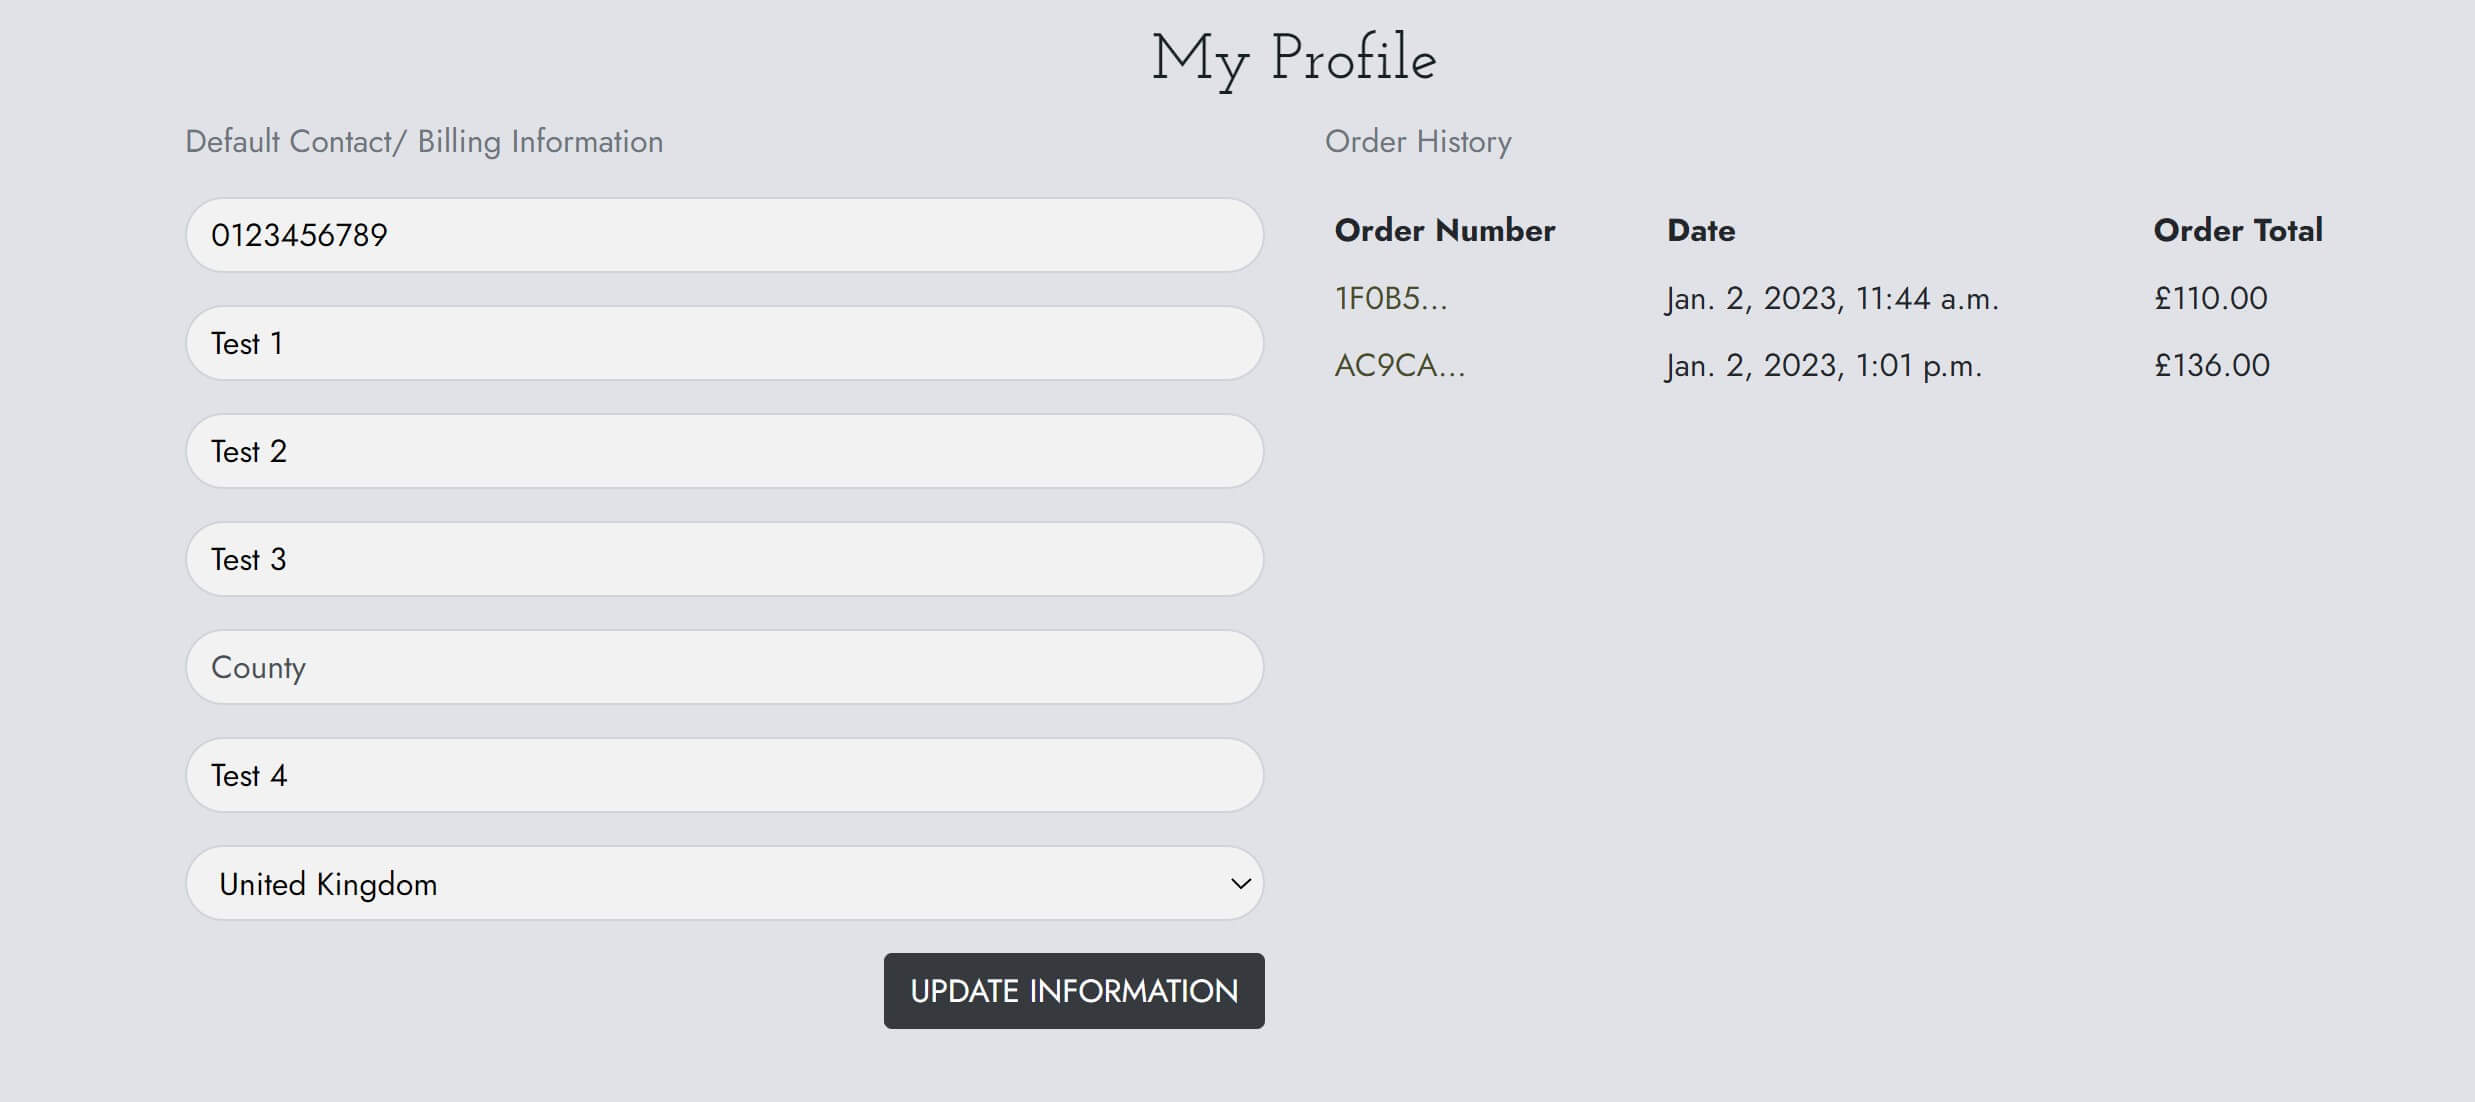 My Profile
Default Contact/ Billing Information
0123456789
Test 1
Test 2
Test 3
County
Test 4
United Kingdom
UPDATE INFORMATION
Order History
Order Number Date Order Total
1F0B5... Jan. 2, 2023, 11:44 a.m. £110.00
AC9CA... Jan. 2, 2023, 1:01 p.m. £136.00